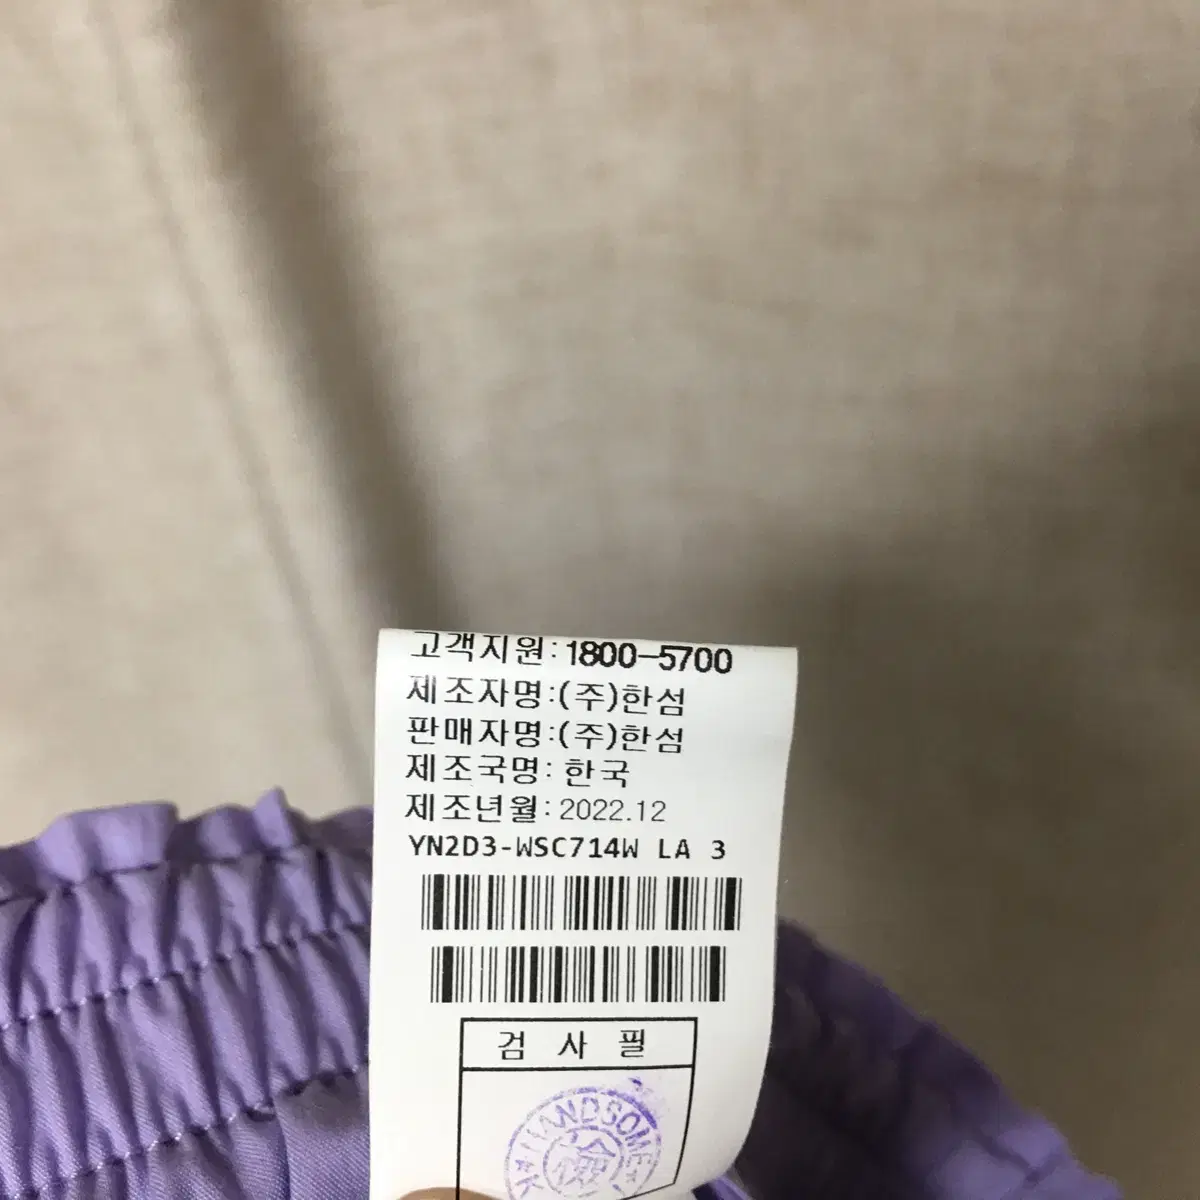 고객지원:1800-5700
제조자명:(주)한섬
판매자명:(주)한섬
제조국명: 한국
제조년월: 2022.12
YN2D3-WSC714W LA 3
검 사 필
HANDSOME